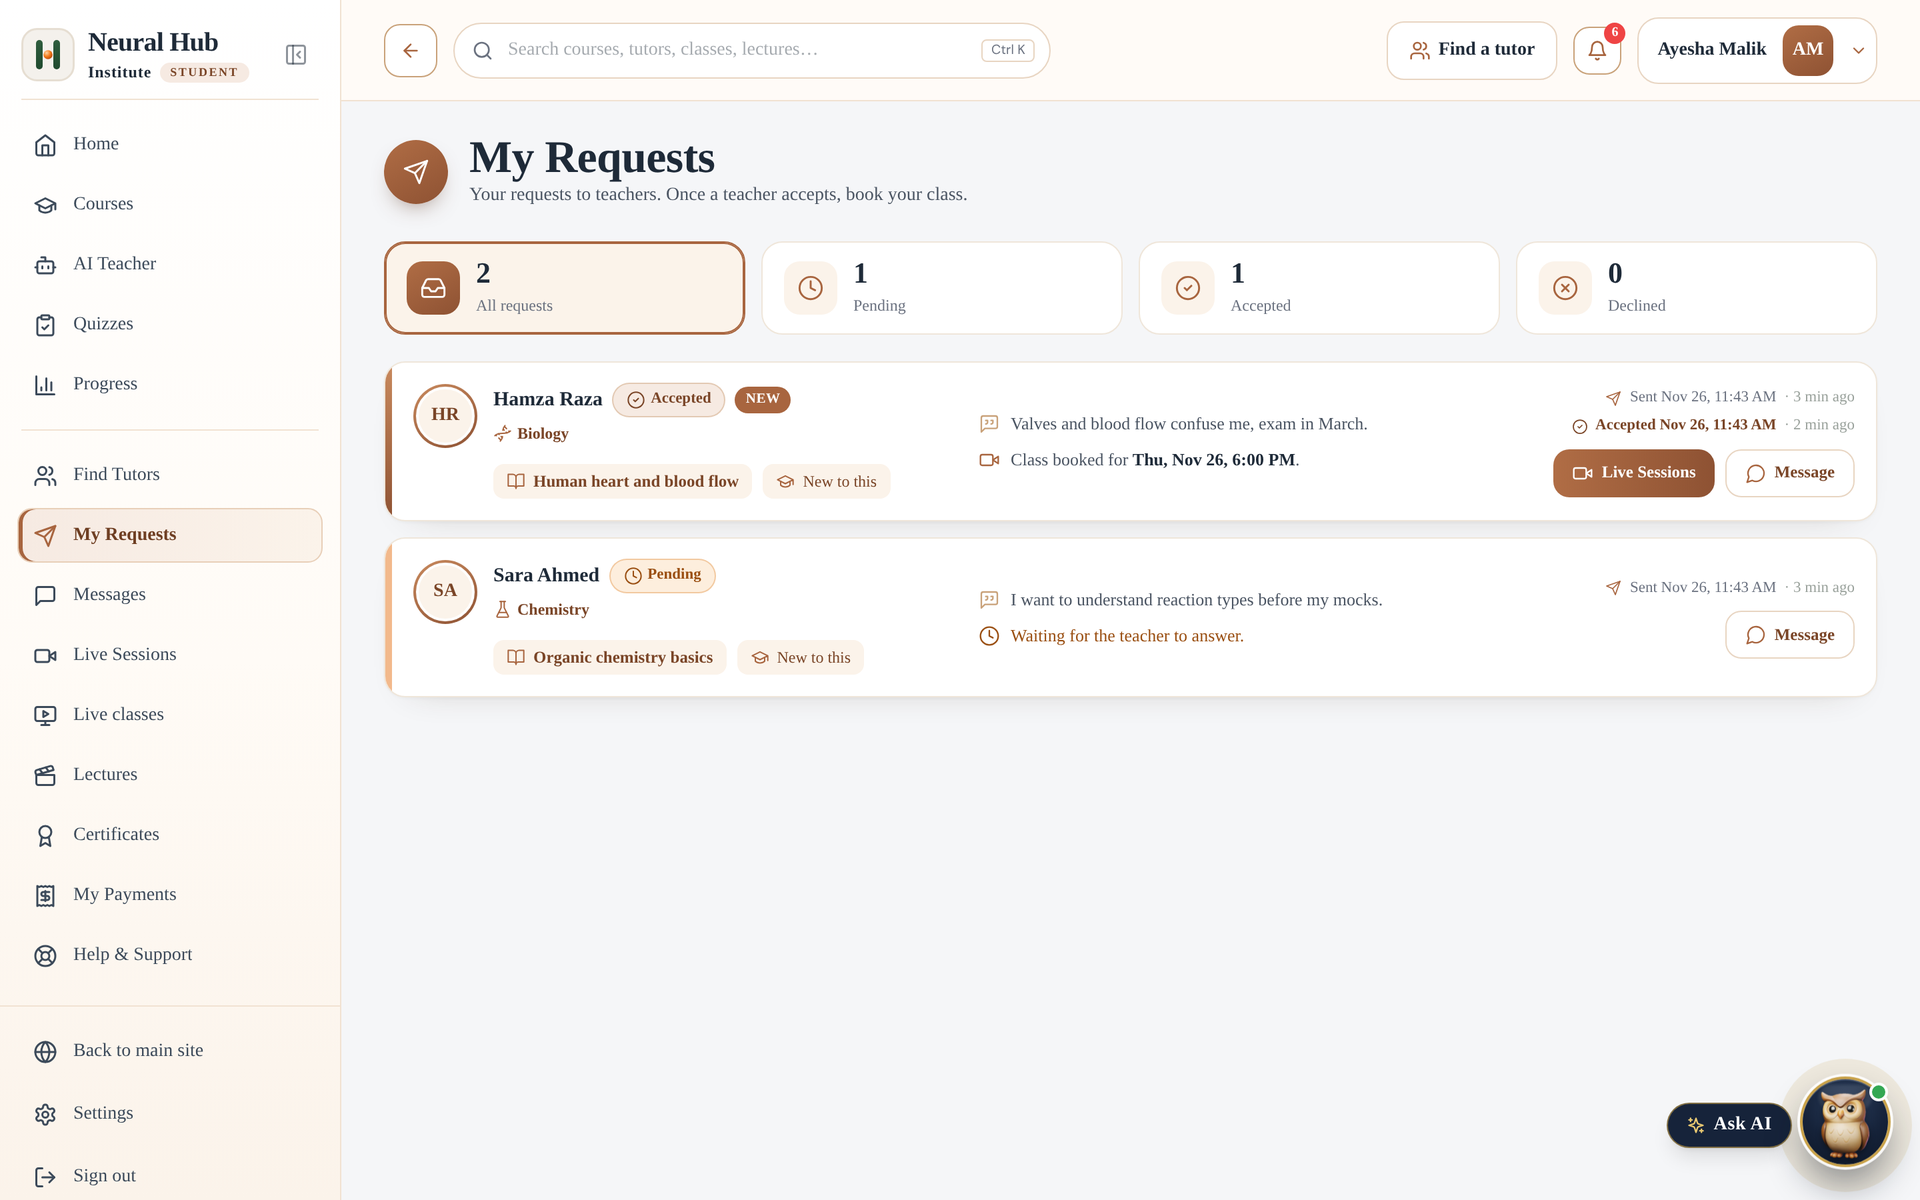 Neural Hub
Institute STUDENT
Home
Courses
AI Teacher
Quizzes
Progress
Find Tutors
My Requests
Messages
Live Sessions
Live classes
Lectures
Certificates
My Payments
Help & Support
Back to main site
Settings
Sign out
Search courses, tutors, classes, lectures… Ctrl K
Find a tutor
6
Ayesha Malik AM
My Requests
Your requests to teachers. Once a teacher accepts, book your class.
2
All requests
1
Pending
1
Accepted
0
Declined
HR
Hamza Raza Accepted NEW
Biology
Human heart and blood flow New to this
Valves and blood flow confuse me, exam in March.
Class booked for Thu, Nov 26, 6:00 PM.
Sent Nov 26, 11:43 AM · 3 min ago
Accepted Nov 26, 11:43 AM · 2 min ago
Live Sessions Message
SA
Sara Ahmed Pending
Chemistry
Organic chemistry basics New to this
I want to understand reaction types before my mocks.
Waiting for the teacher to answer.
Sent Nov 26, 11:43 AM · 3 min ago
Message
Ask AI